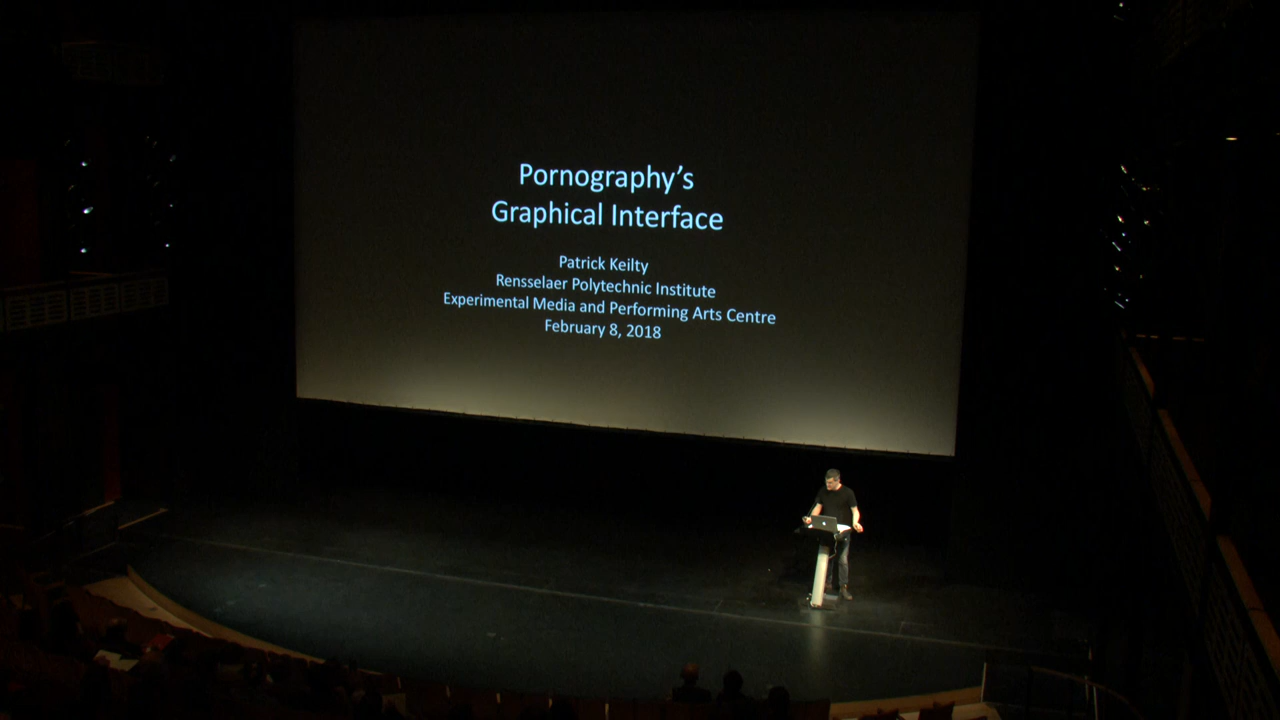 Pornography’s
Graphical Interface
Patrick Keilty
Rensselaer Polytechnic Institute
Experimental Media and Performing Arts Centre
February 8, 2018